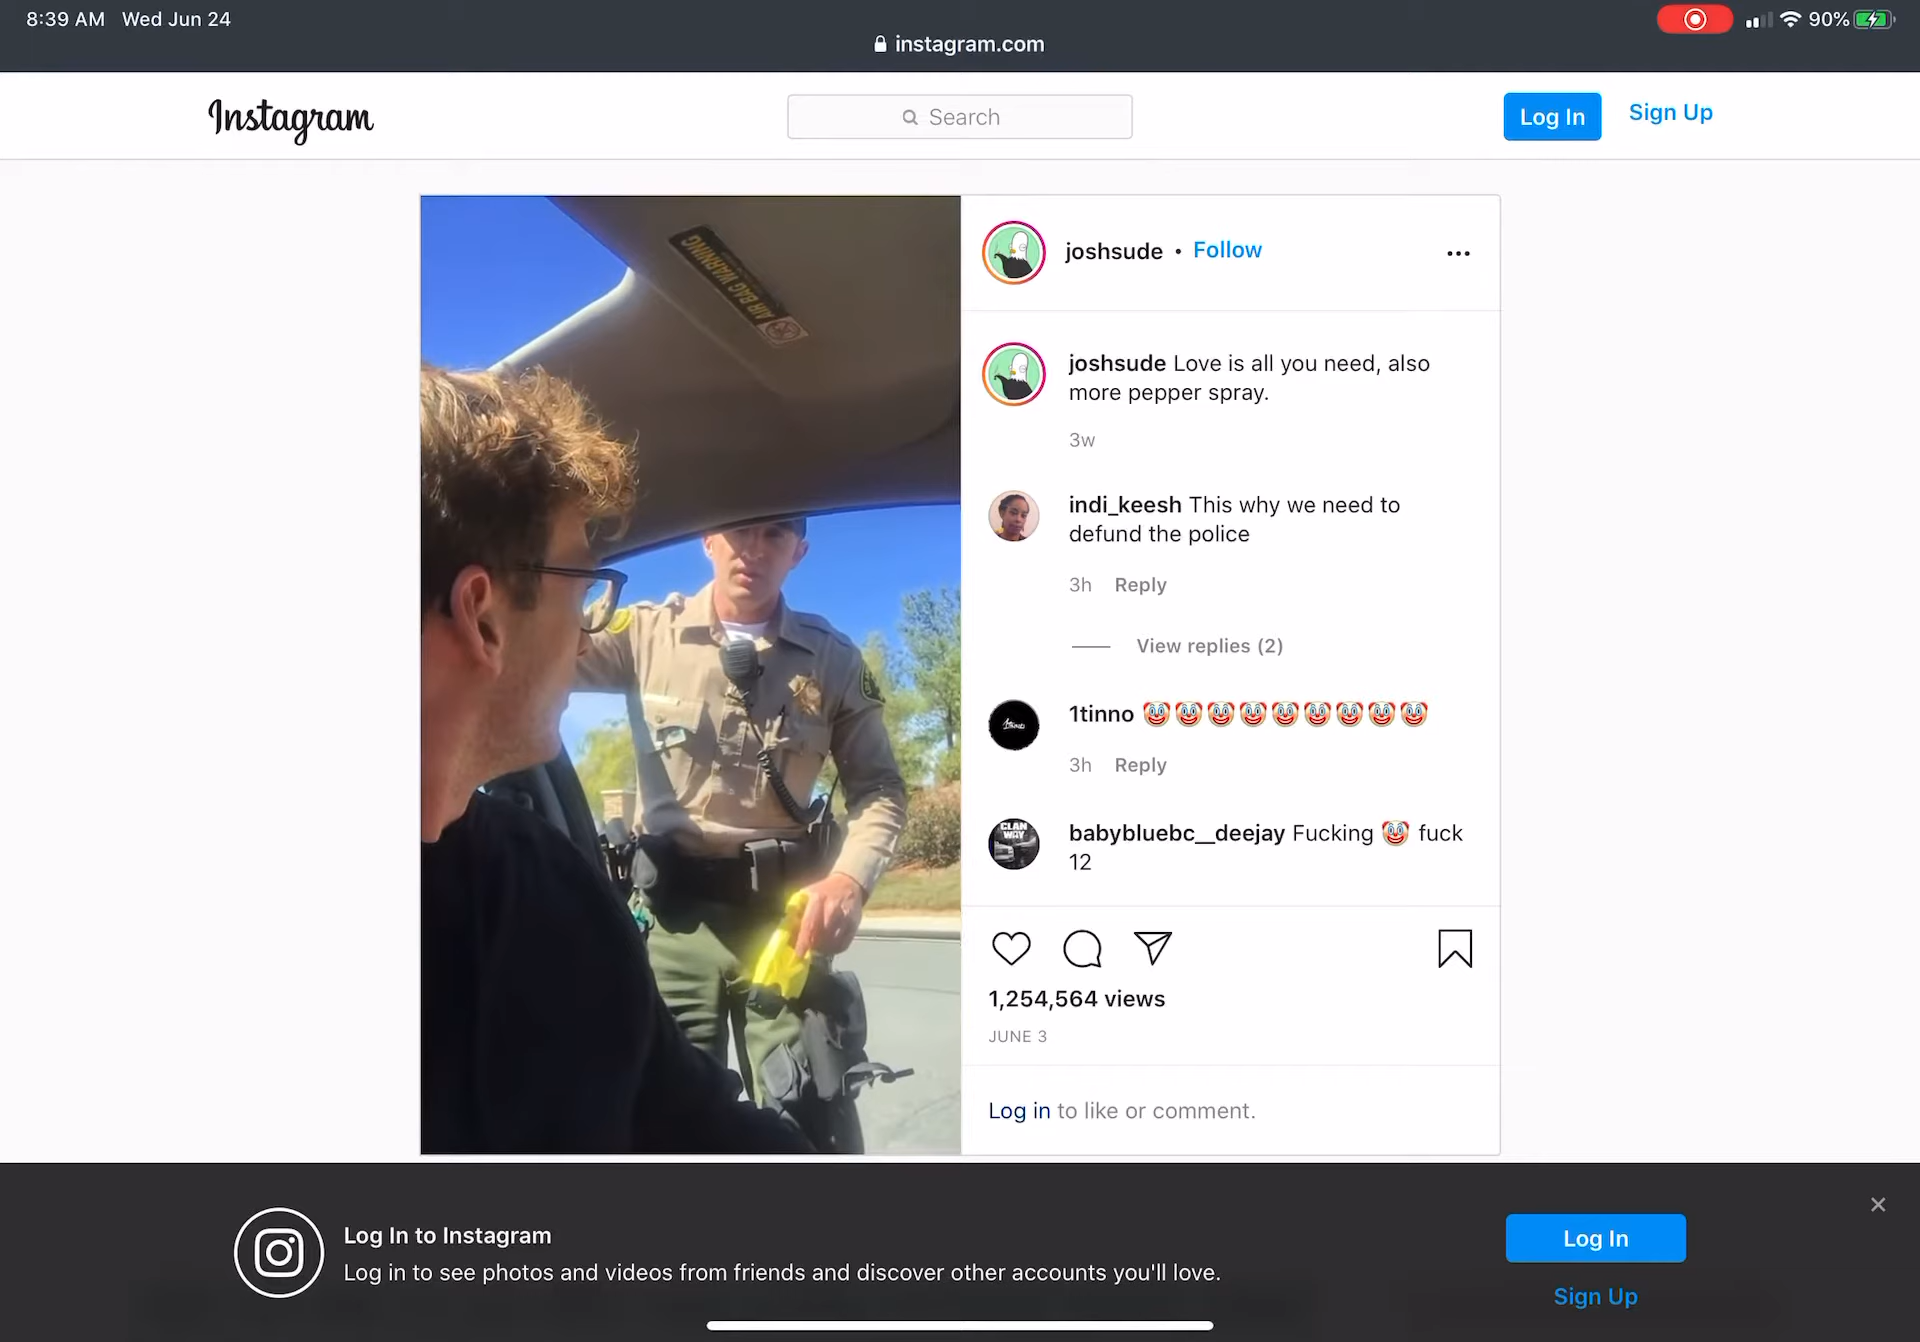 8:39 AM Wed Jun 24
90%
instagram.com
Instagram
Search
Log In
Sign Up
AIR BAG WARNING
joshsude • Follow
joshsude Love is all you need, also
more pepper spray.
3w
indi_keesh This why we need to
defund the police
3h Reply
View replies (2)
1tinno 🤡🤡🤡🤡🤡🤡🤡🤡🤡
3h Reply
CLAN
WAY
babybluebc__deejay Fucking 🤡 fuck
12
1,254,564 views
JUNE 3
Log in to like or comment.
Log In to Instagram
Log in to see photos and videos from friends and discover other accounts you'll love.
Log In
Sign Up